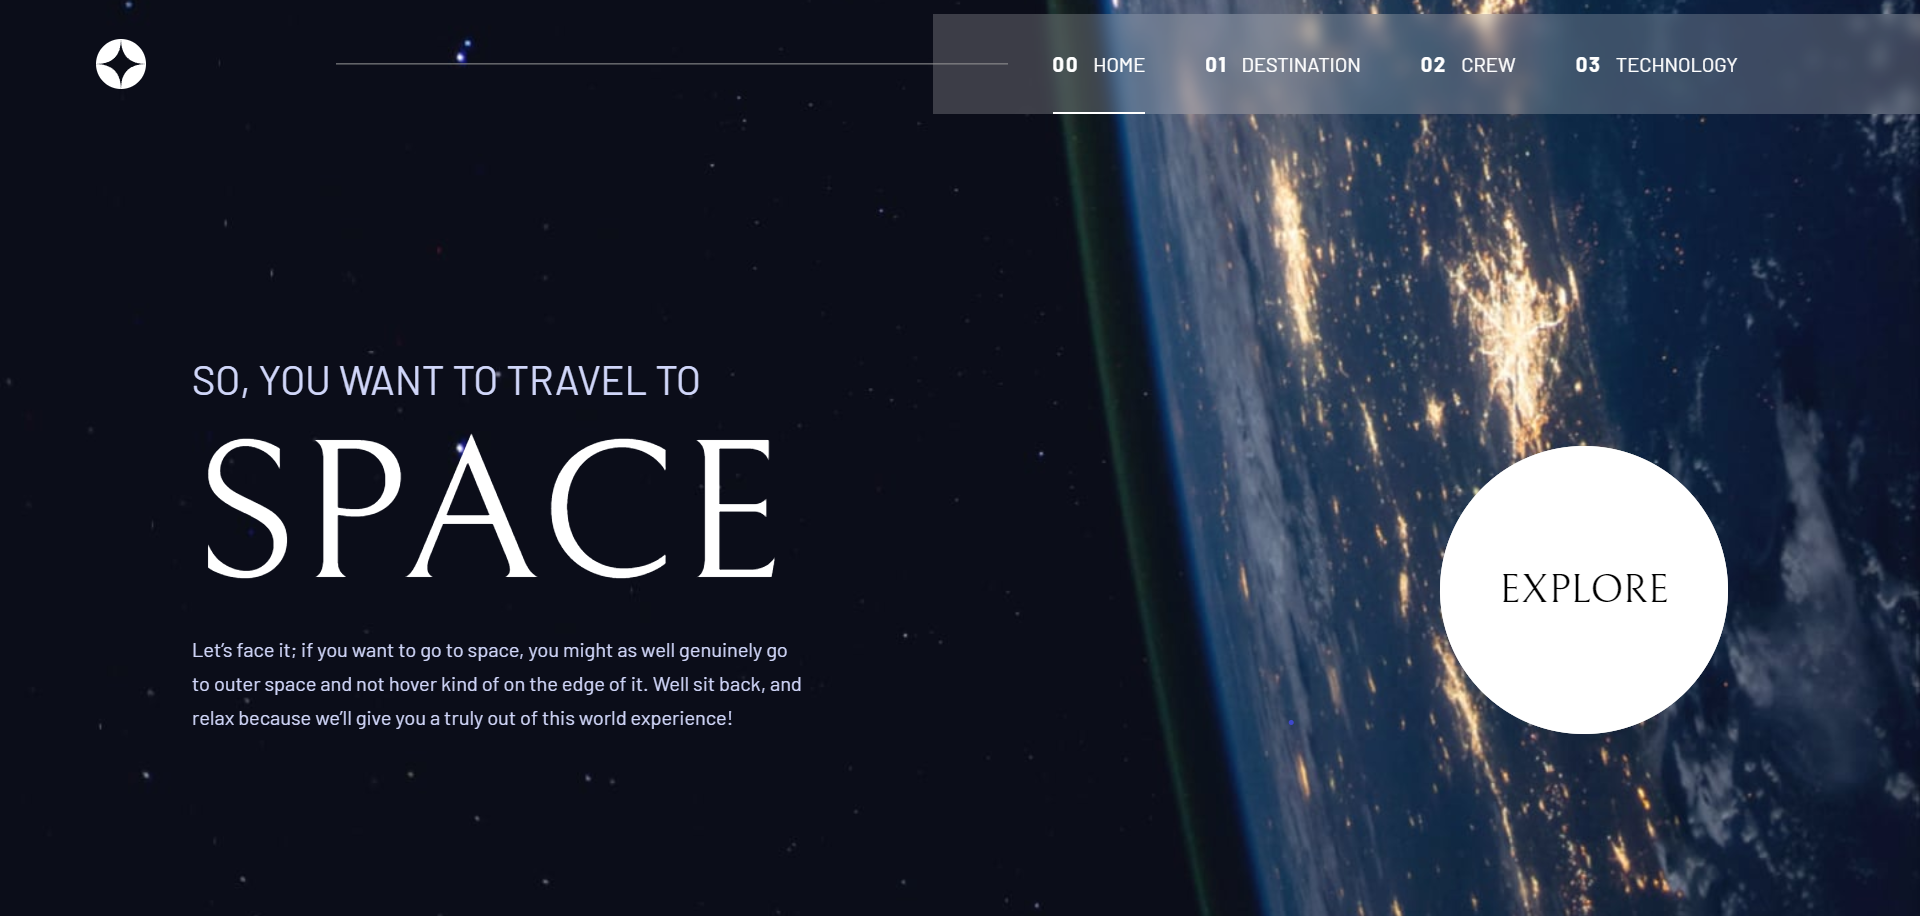 00 HOME 01 DESTINATION 02 CREW 03 TECHNOLOGY
SO, YOU WANT TO TRAVEL TO
SPACE
Let’s face it; if you want to go to space, you might as well genuinely go
to outer space and not hover kind of on the edge of it. Well sit back, and
relax because we’ll give you a truly out of this world experience!
EXPLORE